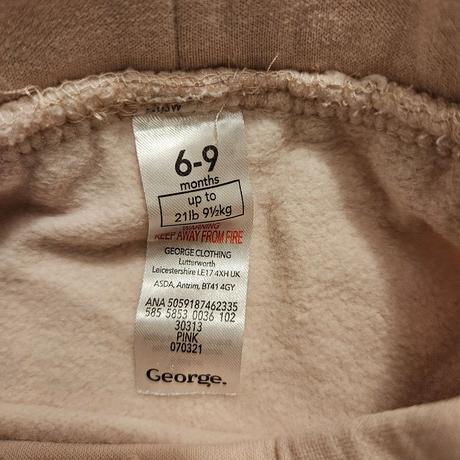 6-9
months
up to
21lb 9½kg
WARNING
KEEP AWAY FROM FIRE
GEORGE CLOTHING
Lutterworth
Leicestershire LE17 4XH UK
ASDA, Antrim, BT41 4GY
ANA 5059187462335
585 5853 0036 102
30313
PINK
070321
George.